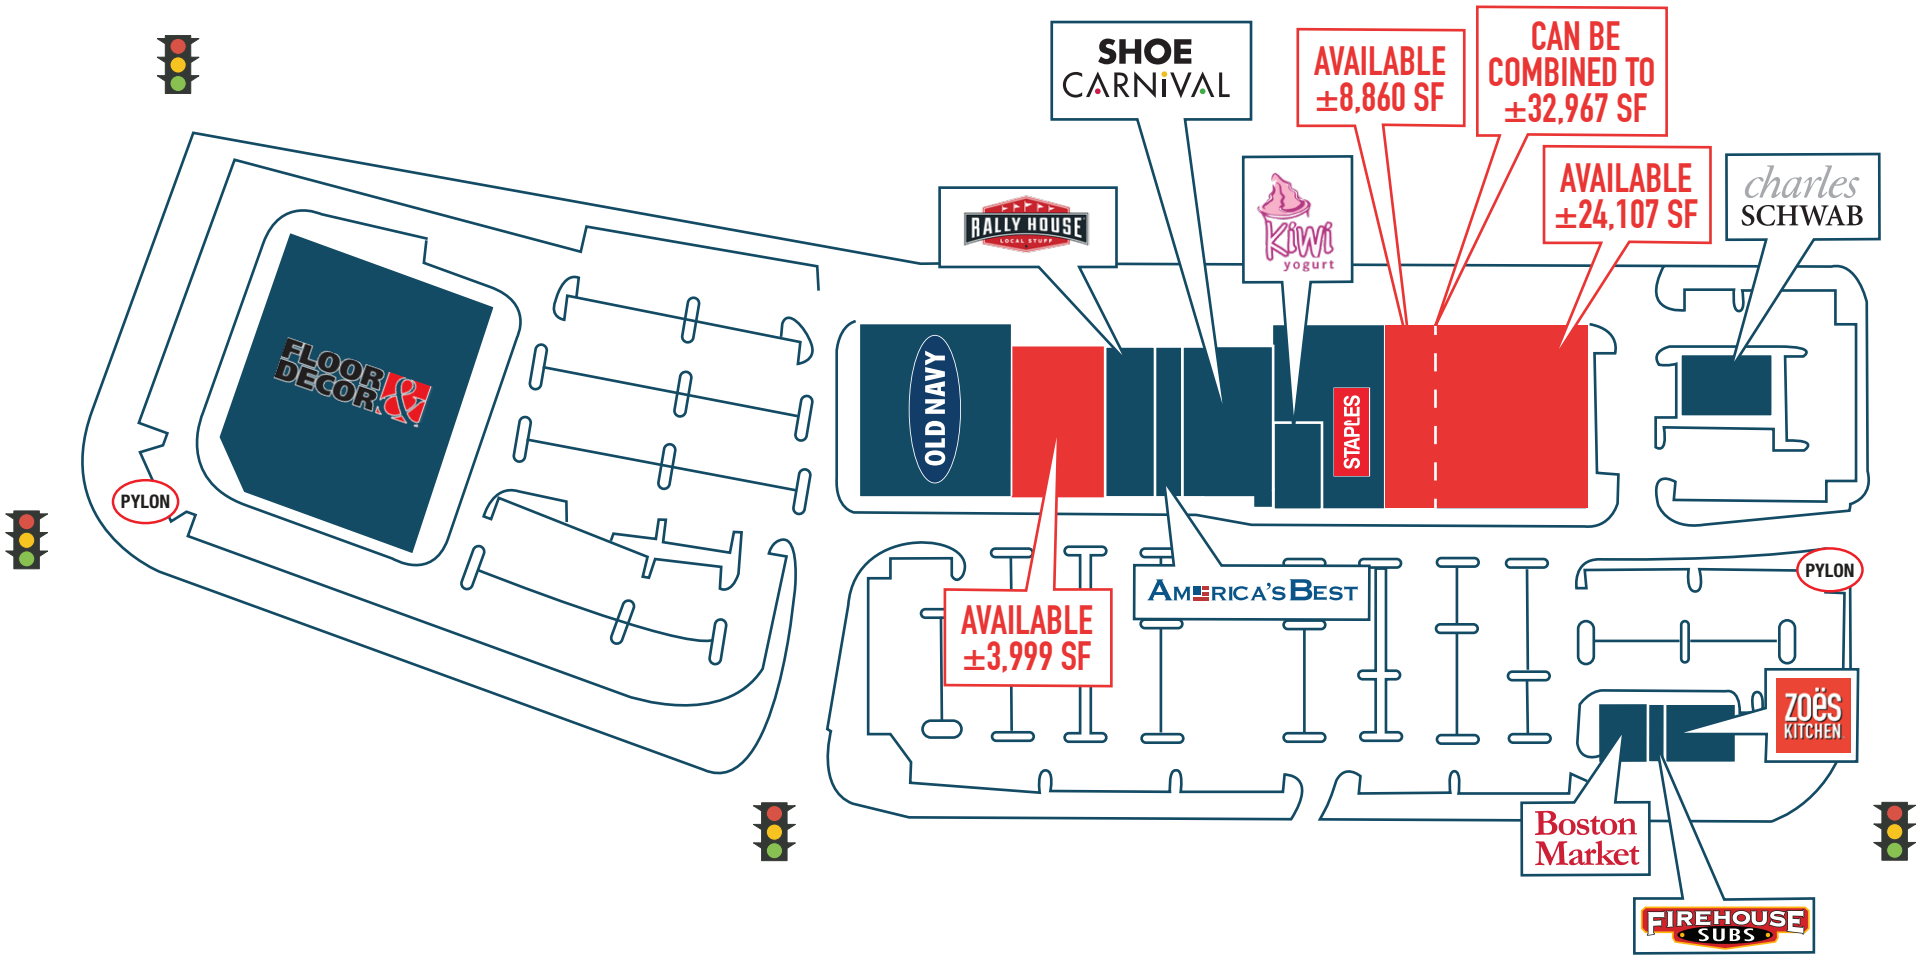 SHOE
CARNiVAL
AVAILABLE
±8,860 SF
CAN BE
COMBINED TO
±32,967 SF
AVAILABLE
±24,107 SF
charles
SCHWAB
RALLY HOUSE
LOCAL STUFF
Kiwi
yogurt
FLOOR &
DECOR
OLD NAVY
STAPLES
PYLON
AMERICA'S BEST
AVAILABLE
±3,999 SF
PYLON
ZOËS
KITCHEN
Boston
Market
FIREHOUSE
SUBS